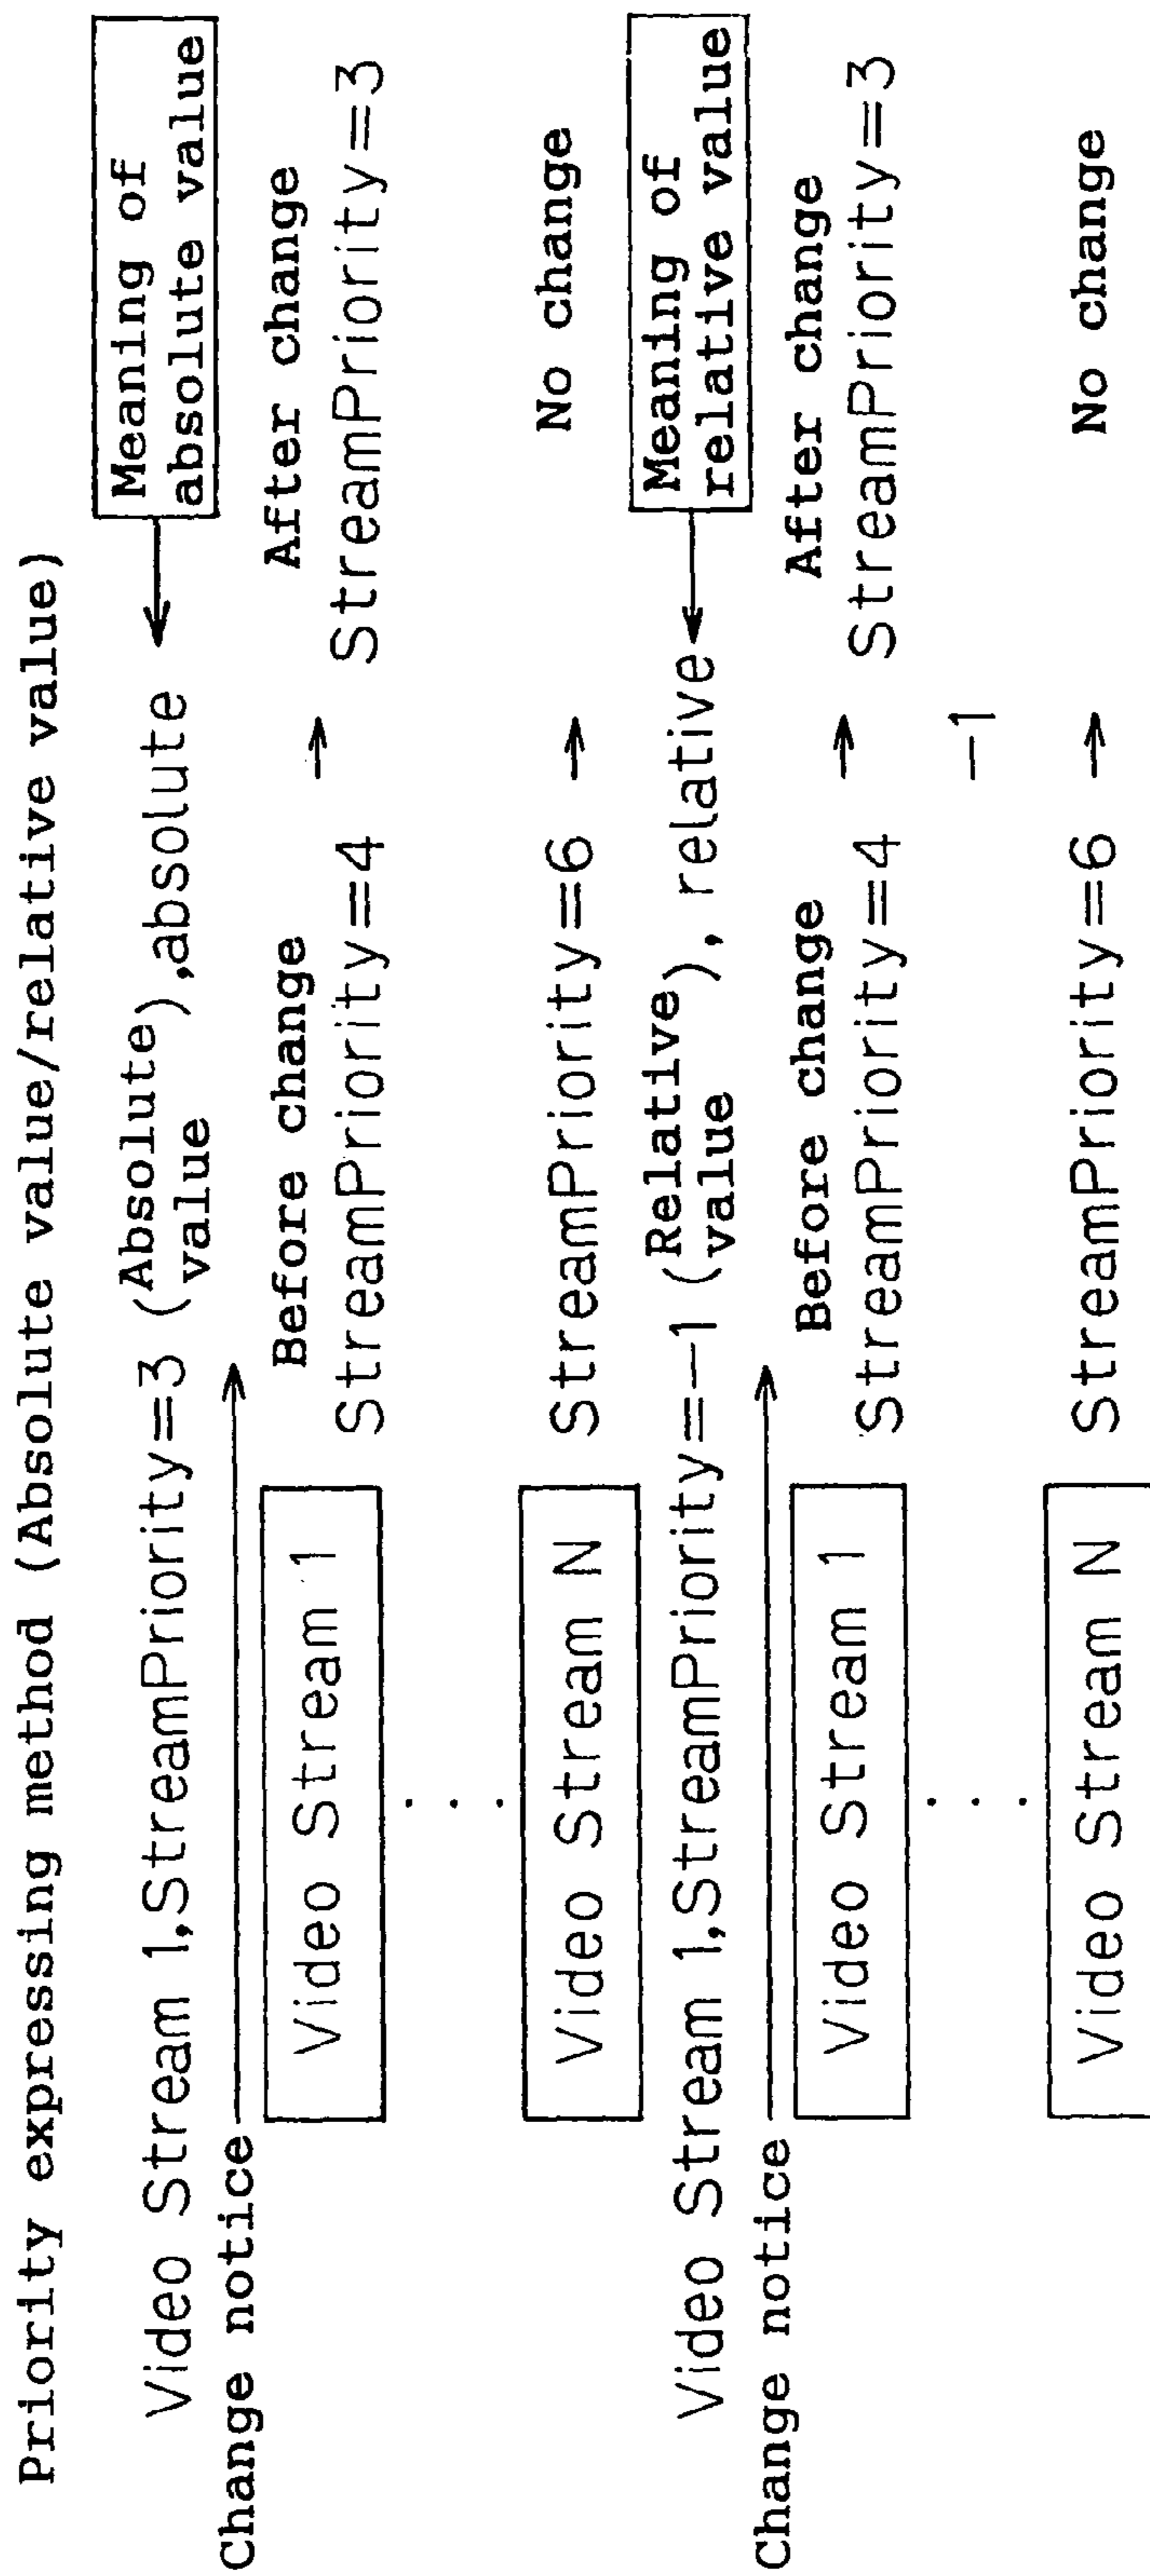 Priority expressing method (Absolute value/relative value)
Video Stream 1,StreamPriority=3 (Absolute value),absolute
Meaning of
absolute value
Change notice
Before change
After change
Video Stream 1
StreamPriority=4 → StreamPriority=3
. . .
Video Stream N
StreamPriority=6 → No change
Video Stream 1,StreamPriority=-1 (Relative value), relative
Meaning of
relative value
Change notice
Before change
After change
Video Stream 1
StreamPriority=4 → StreamPriority=3
-1
. . .
Video Stream N
StreamPriority=6 → No change